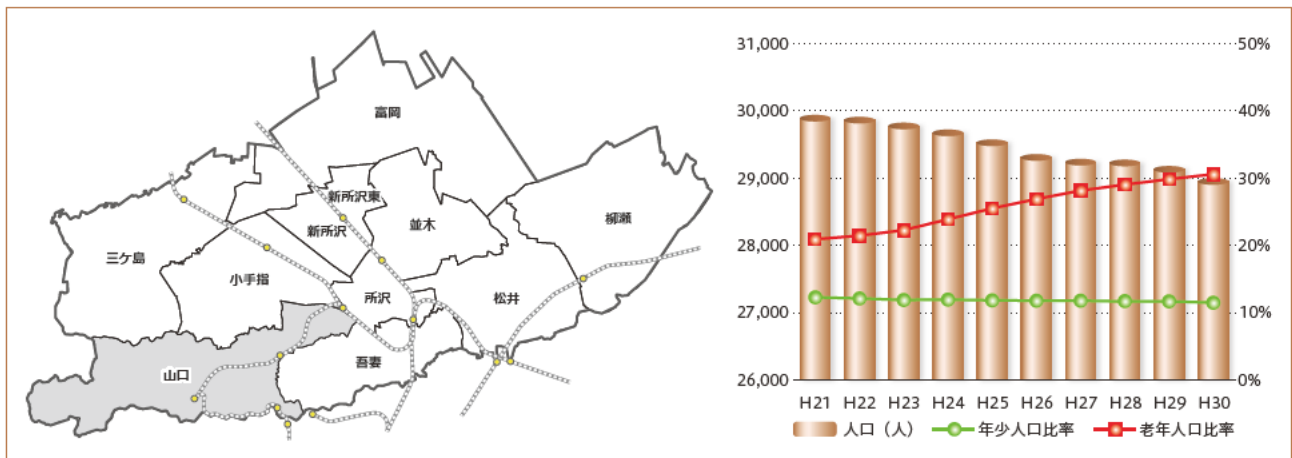 富岡
新所沢東
新所沢
並木
柳瀬
三ケ島
小手指
所沢
松井
吾妻
山口
31,000
30,000
29,000
28,000
27,000
26,000
50%
40%
30%
20%
10%
0%
H21 H22 H23 H24 H25 H26 H27 H28 H29 H30
人口（人） 年少人口比率 老年人口比率